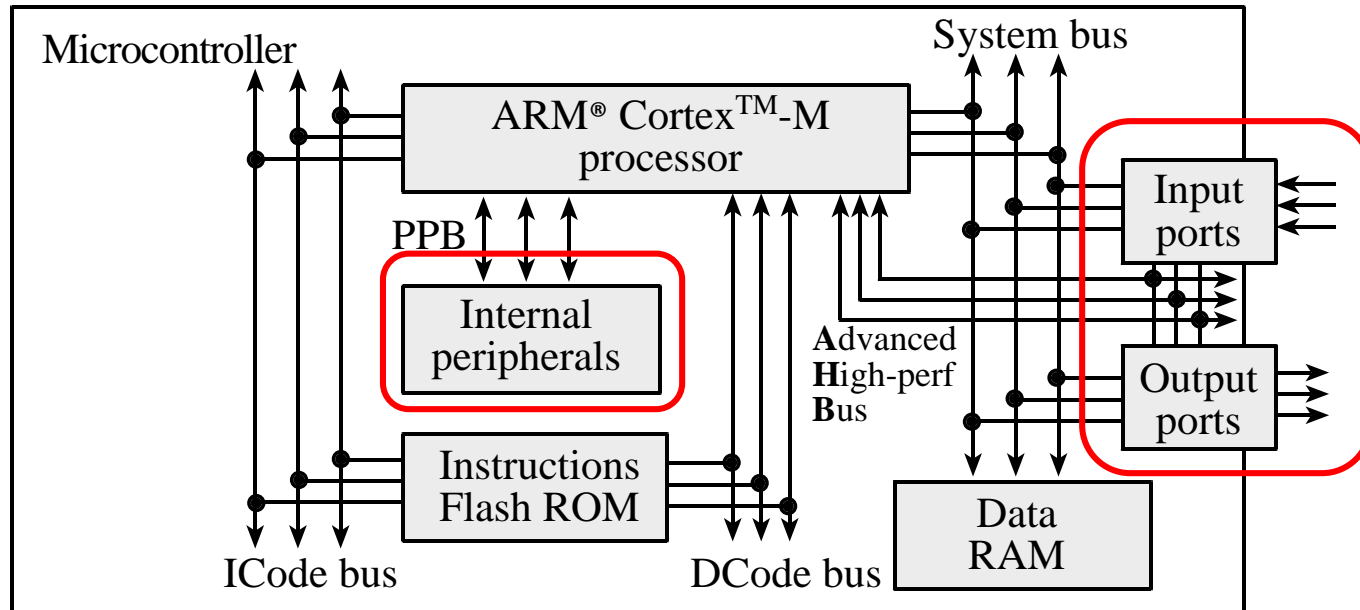 Microcontroller
System bus
ARM® Cortex™-M
processor
Input
ports
PPB
Internal
peripherals
Advanced
High-perf
Bus
Output
ports
Instructions
Flash ROM
Data
RAM
ICode bus
DCode bus